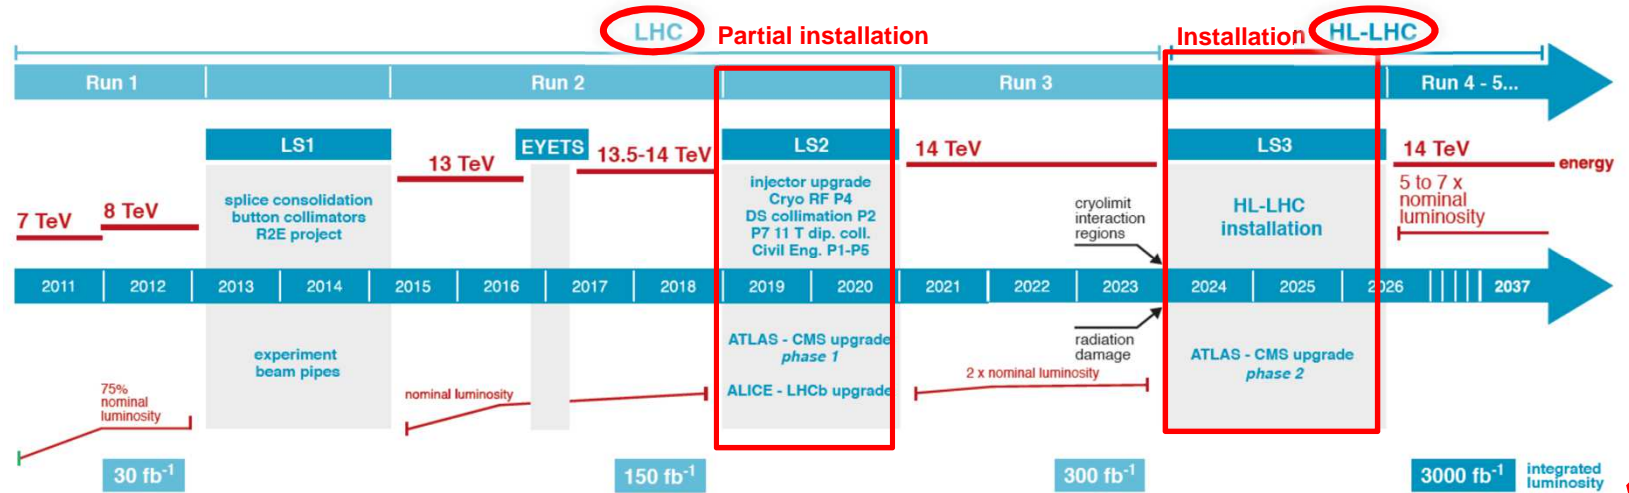 LHC
Partial installation
Installation
HL-LHC
Run 1
Run 2
Run 3
Run 4 - 5...
LS1
EYETS
LS2
LS3
13 TeV
13.5-14 TeV
14 TeV
14 TeV
energy
7 TeV
8 TeV
splice consolidation
button collimators
R2E project
injector upgrade
Cryo RF P4
DS collimation P2
P7 11 T dip. coll.
Civil Eng. P1-P5
cryolimit
interaction
regions
HL-LHC
installation
5 to 7 x
nominal
luminosity
2011 2012 2013 2014 2015 2016 2017 2018 2019 2020 2021 2022 2023 2024 2025 2026 2037
75%
nominal
luminosity
experiment
beam pipes
nominal luminosity
ATLAS - CMS upgrade
phase 1
ALICE - LHCb upgrade
2 x nominal luminosity
radiation
damage
ATLAS - CMS upgrade
phase 2
30 fb-1
150 fb-1
300 fb-1
3000 fb-1
integrated
luminosity